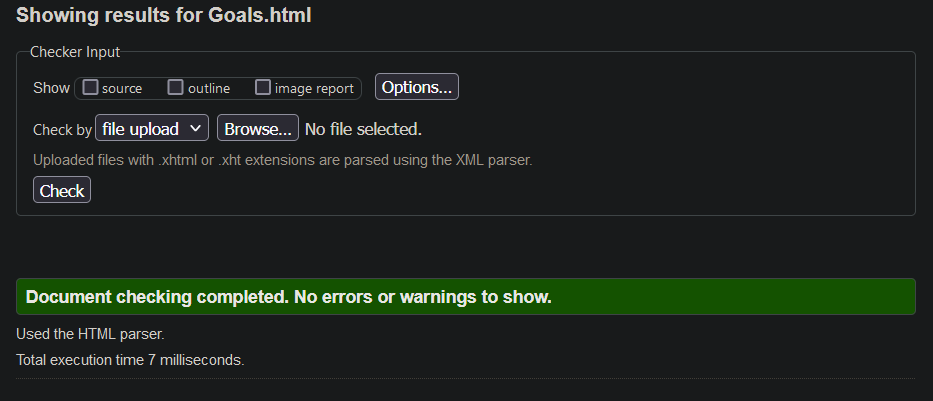 Showing results for Goals.html
Checker Input
Show source outline image report Options...
Check by file upload Browse... No file selected.
Uploaded files with .xhtml or .xht extensions are parsed using the XML parser.
Check
Document checking completed. No errors or warnings to show.
Used the HTML parser.
Total execution time 7 milliseconds.